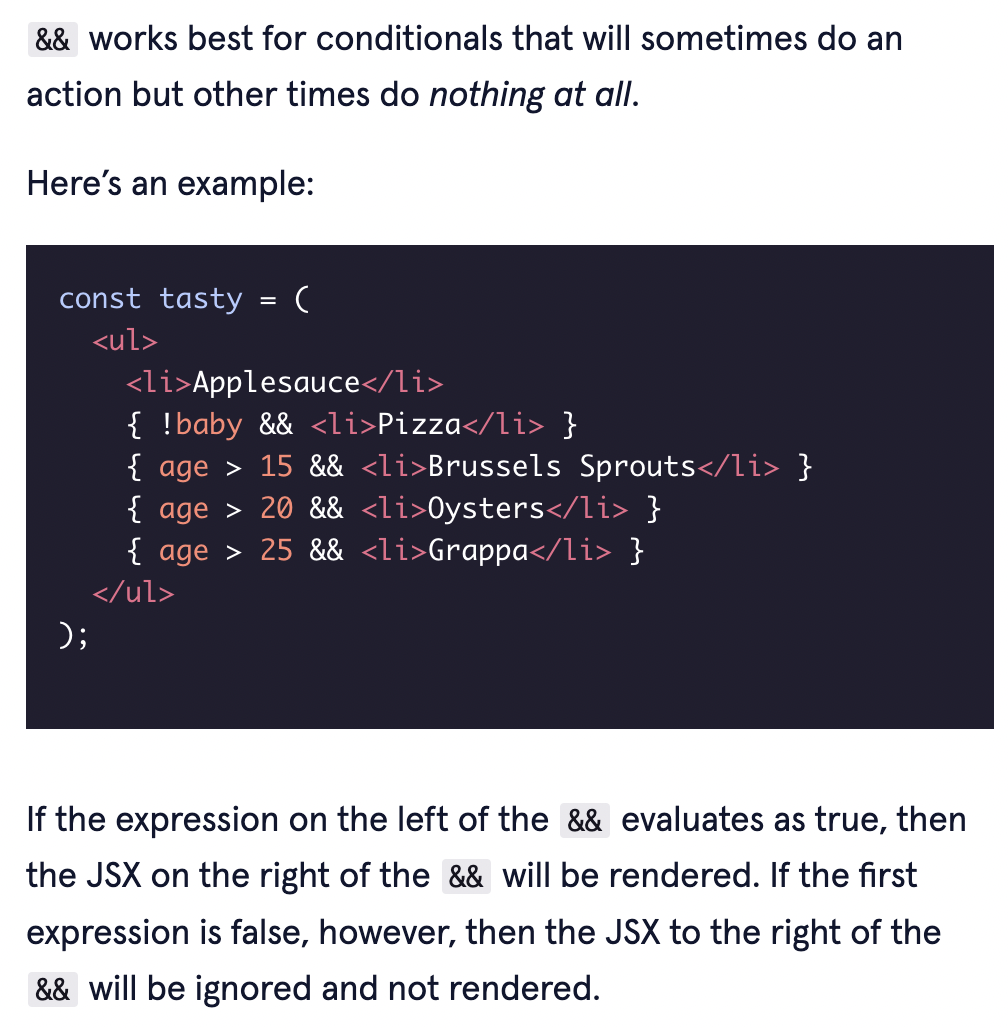 && works best for conditionals that will sometimes do an
action but other times do nothing at all.
Here’s an example:
const tasty = (
  <ul>
    <li>Applesauce</li>
    { !baby && <li>Pizza</li> }
    { age > 15 && <li>Brussels Sprouts</li> }
    { age > 20 && <li>Oysters</li> }
    { age > 25 && <li>Grappa</li> }
  </ul>
);
If the expression on the left of the && evaluates as true, then
the JSX on the right of the && will be rendered. If the first
expression is false, however, then the JSX to the right of the
&& will be ignored and not rendered.